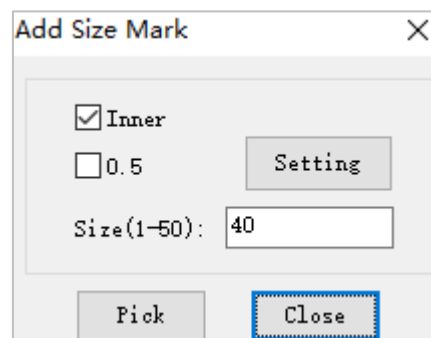 Add Size Mark
Inner
0.5
Setting
Size(1-50):
40
Pick
Close